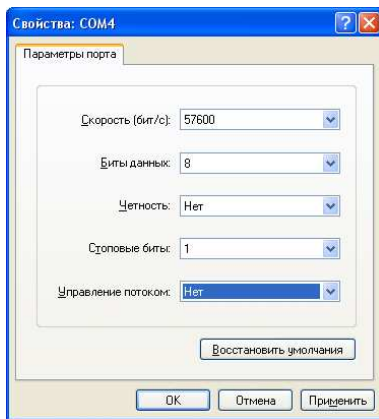 Свойства: COM4
Параметры порта
Скорость (бит/с): 57600
Биты данных: 8
Четность: Нет
Стоповые биты: 1
Управление потоком: Нет
Восстановить умолчания
OK Отмена Применить